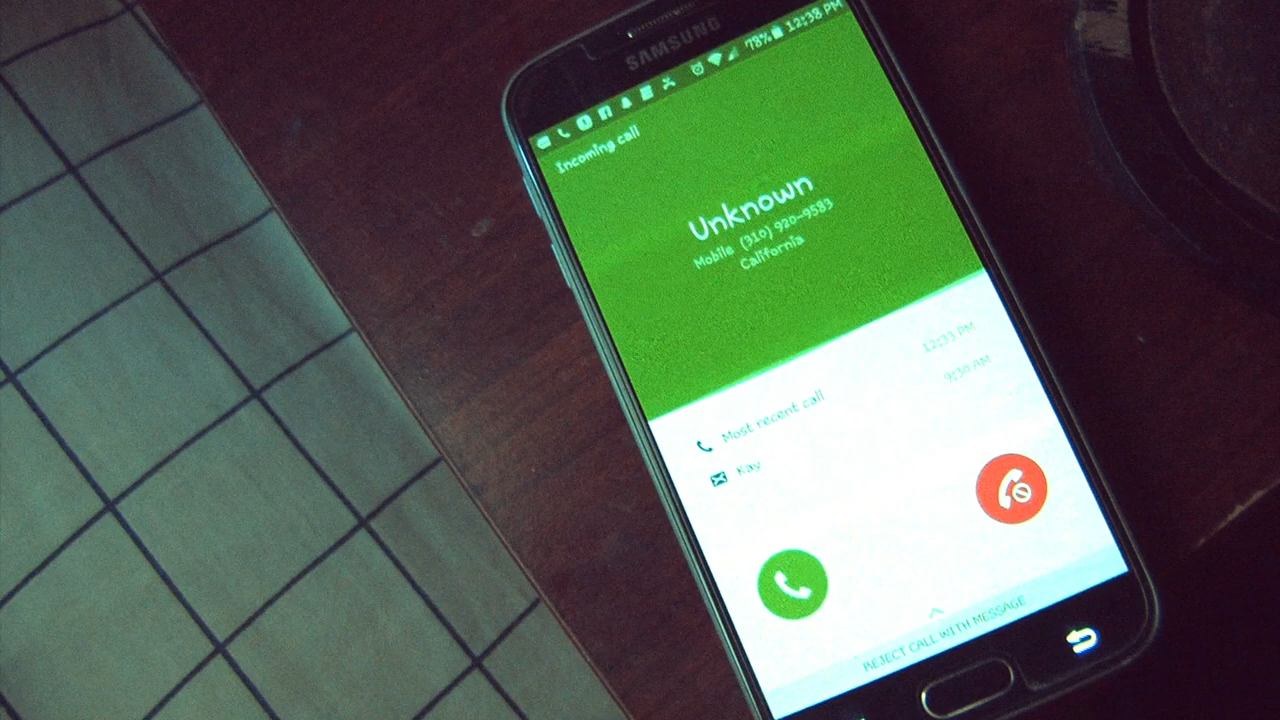 SAMSUNG
78% 12:38 PM
Incoming call
Unknown
Mobile (310) 920-9583
California
Most recent call 12:33 PM
Kay 9:30 AM
REJECT CALL WITH MESSAGE